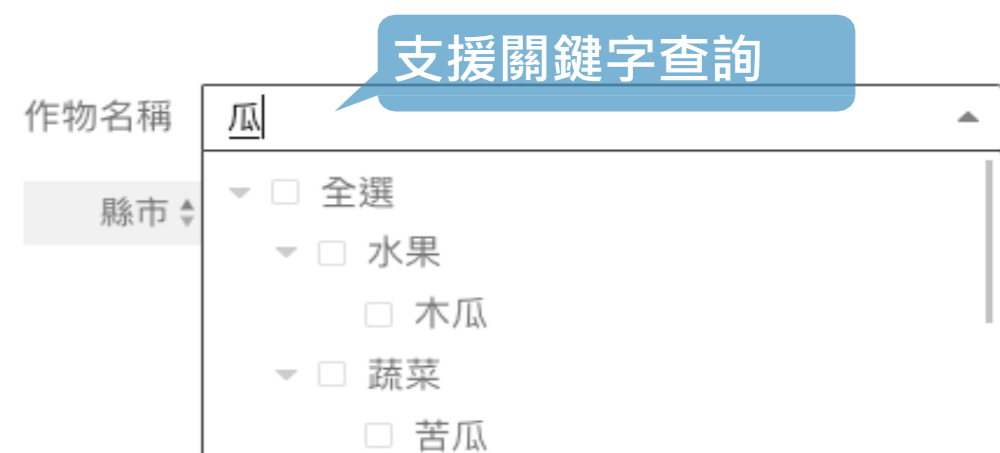 支援關鍵字查詢
作物名稱 瓜
全選
縣市
水果
木瓜
蔬菜
苦瓜